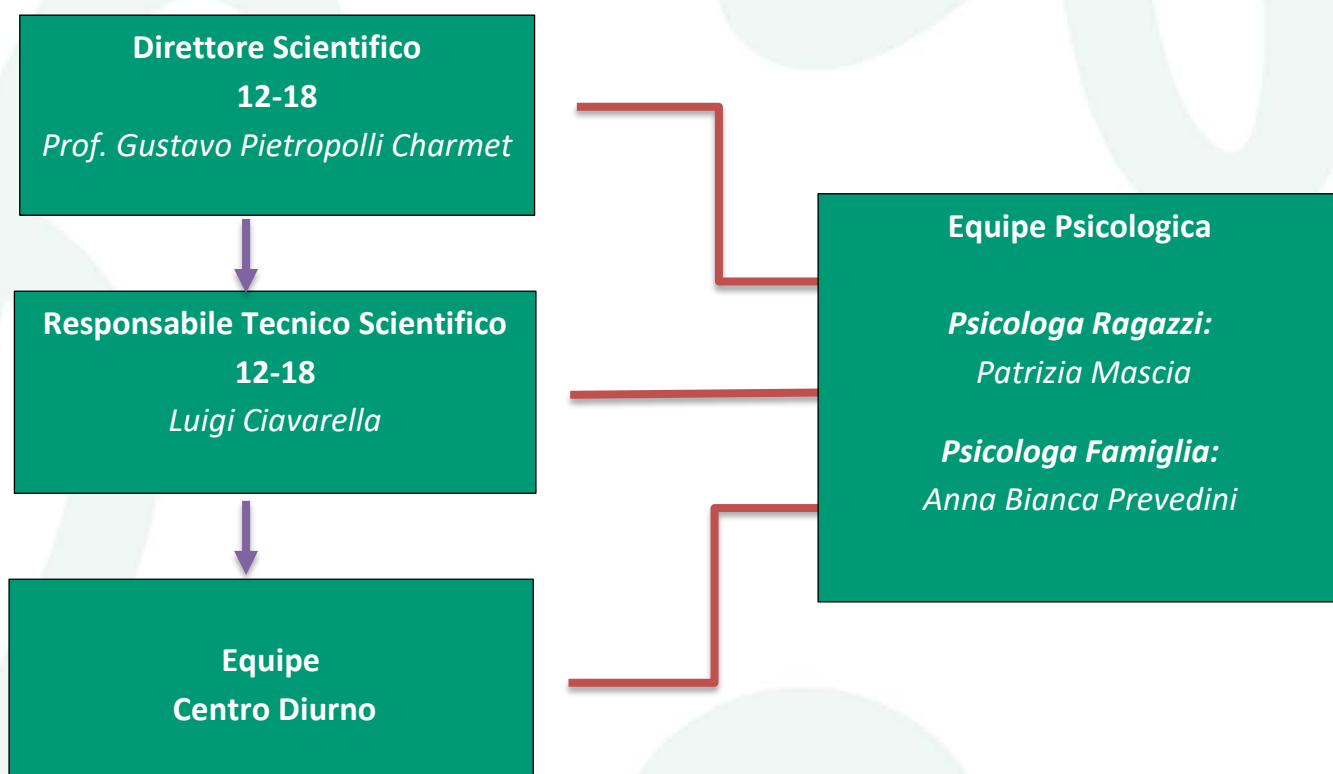 Direttore Scientifico
12-18
Prof. Gustavo Pietropolli Charmet
Responsabile Tecnico Scientifico
12-18
Luigi Ciavarella
Equipe
Centro Diurno
Equipe Psicologica
Psicologa Ragazzi:
Patrizia Mascia
Psicologa Famiglia:
Anna Bianca Prevedini